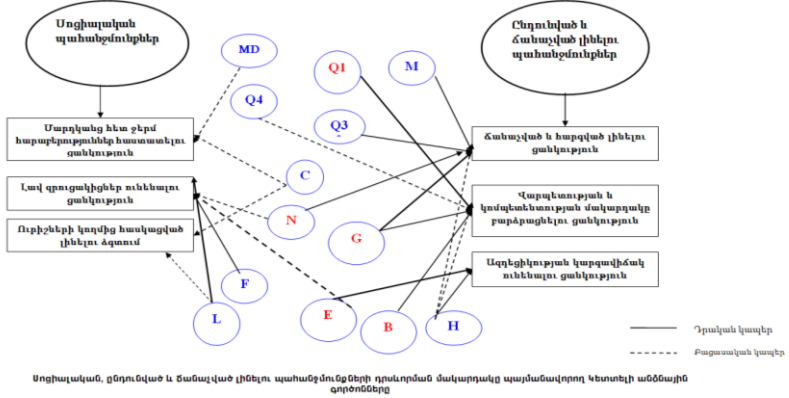 Սոցիալական
պահանջմունքներ
Ընդունված և
ճանաչված լինելու
պահանջմունքներ
MD
Q1
M
Q4
Q3
-
Մարդկանց հետ ջերմ
հարաբերություններ հաստատելու
ցանկություն
Ճանաչված և հարգված լինելու
ցանկություն
C
Լավ զրուցակիցներ ունենալու
ցանկություն
Վարպետության և
կոմպետենտության մակարդակը
բարձրացնելու ցանկություն
N
Ուրիշների կողմից հասկացված
լինելու ձգտում
G
Ազդեցիկության կարգավիճակ
ունենալու ցանկություն
F
L
E
B
H
Դրական կապեր
Բացասական կապեր
Սոցիալական, ընդունված և ճանաչված լինելու պահանջմունքների դրսևորման մակարդակը պայմանավորող Կետտելի անձնային
գործոնները